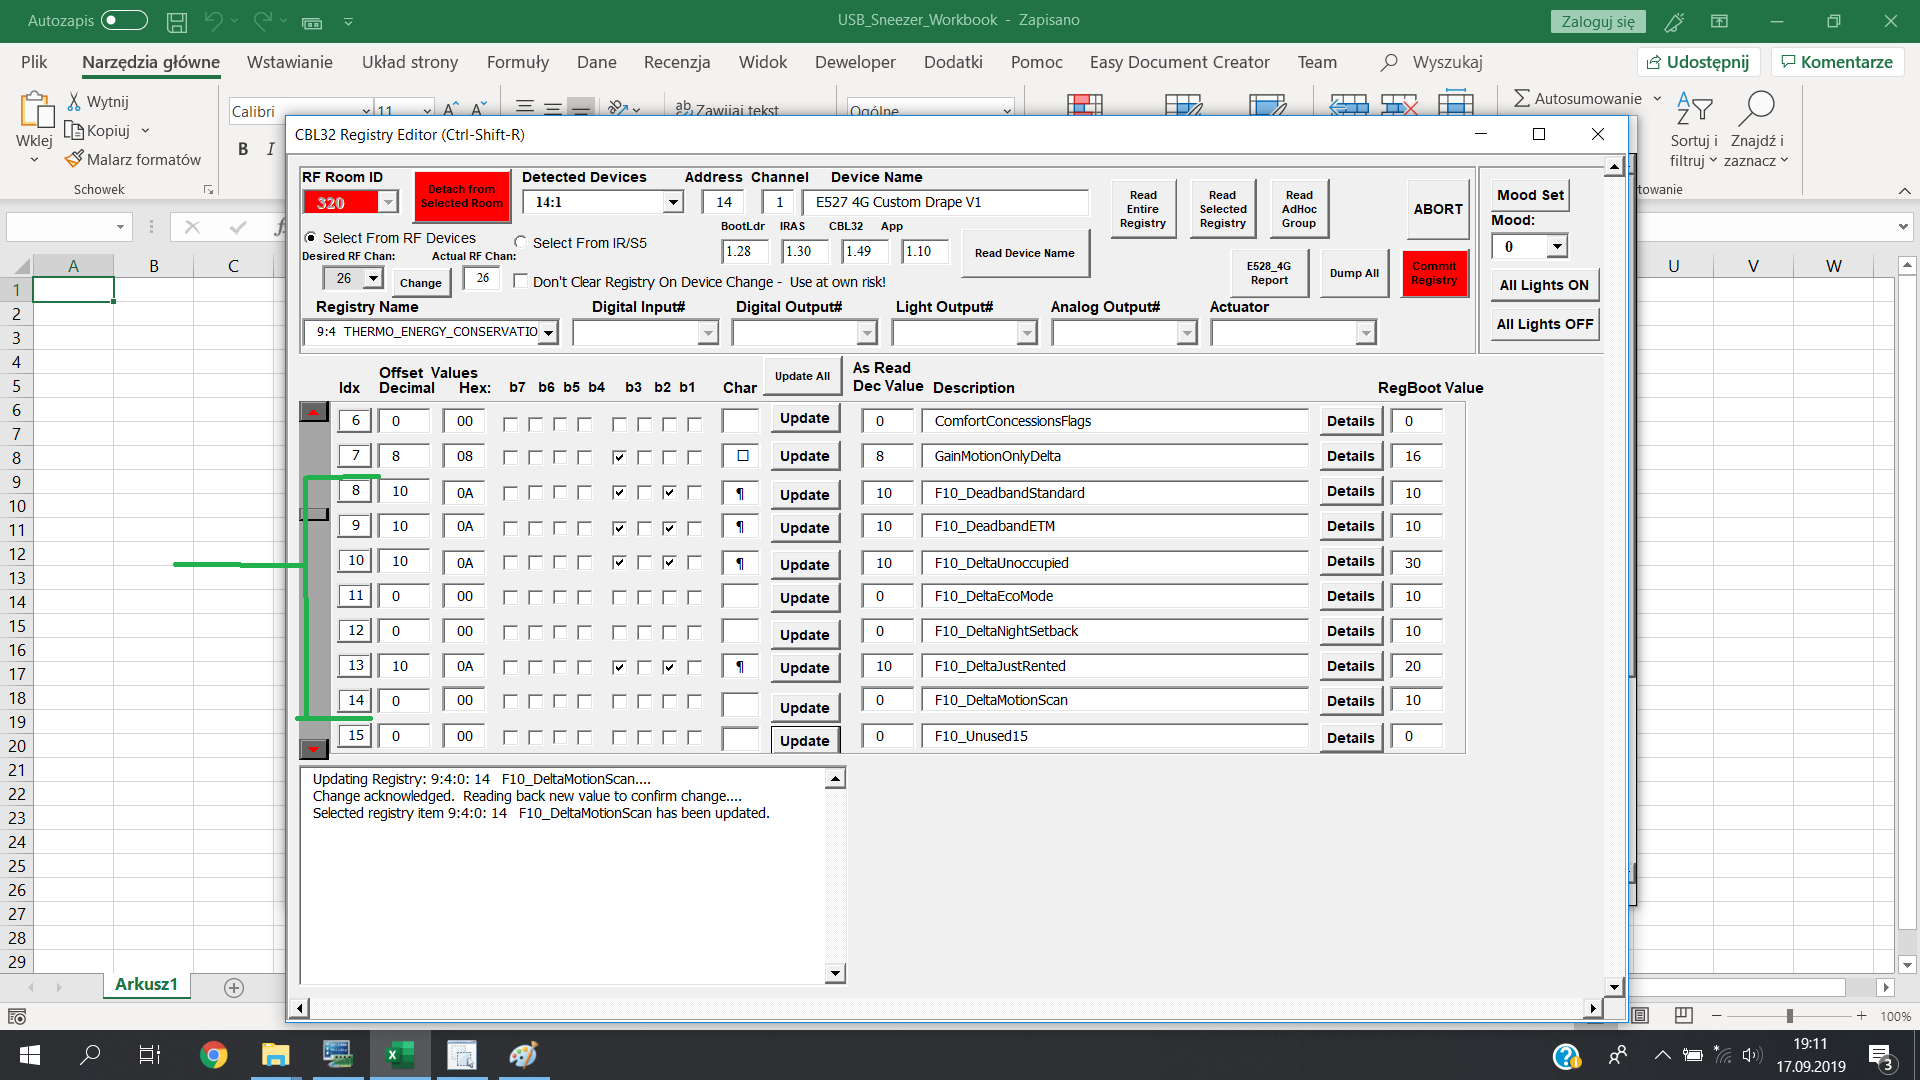 Autozapis
USB_Sneezer_Workbook - Zapisano
Zaloguj się
Plik Narzędzia główne Wstawianie Układ strony Formuły Dane Recenzja Widok Deweloper Dodatki Pomoc Easy Document Creator Team Wyszukaj
Udostępnij Komentarze
Wklej
Wytnij
Kopiuj
Malarz formatów
Schowek
Calibri 11
B I
Zawijaj tekst
Ogólne
Autosumowanie
Sortuj i filtruj
Znajdź i zaznacz
CBL32 Registry Editor (Ctrl-Shift-R)
RF Room ID
320
Detach from
Selected Room
Detected Devices Address Channel Device Name
14:1 14 1 E527 4G Custom Drape V1
Select From RF Devices
Select From IR/S5
BootLdr IRAS CBL32 App
1.28 1.30 1.49 1.10
Read Device Name
Desired RF Chan: Actual RF Chan:
26 Change 26
Don't Clear Registry On Device Change - Use at own risk!
Read
Entire
Registry
Read
Selected
Registry
Read
AdHoc
Group
ABORT
E528_4G
Report
Dump All
Commit
Registry
Mood Set
Mood:
0
All Lights ON
All Lights OFF
Registry Name Digital Input# Digital Output# Light Output# Analog Output# Actuator
9:4 THERMO_ENERGY_CONSERVATIO
Offset Values
Idx Decimal Hex: b7 b6 b5 b4 b3 b2 b1 Char
Update All
As Read
Dec Value Description RegBoot Value
6 0 00 Update 0 ComfortConcessionsFlags Details 0
7 8 08 Update 8 GainMotionOnlyDelta Details 16
8 10 0A ¶ Update 10 F10_DeadbandStandard Details 10
9 10 0A ¶ Update 10 F10_DeadbandETM Details 10
10 10 0A ¶ Update 10 F10_DeltaUnoccupied Details 30
11 0 00 Update 0 F10_DeltaEcoMode Details 10
12 0 00 Update 0 F10_DeltaNightSetback Details 10
13 10 0A ¶ Update 10 F10_DeltaJustRented Details 20
14 0 00 Update 0 F10_DeltaMotionScan Details 10
15 0 00 Update 0 F10_Unused15 Details 0
Updating Registry: 9:4:0: 14 F10_DeltaMotionScan....
Change acknowledged. Reading back new value to confirm change....
Selected registry item 9:4:0: 14 F10_DeltaMotionScan has been updated.
A B C U V W
1
2
3
4
5
6
7
8
9
10
11
12
13
14
15
16
17
18
19
20
21
22
23
24
25
26
27
28
29
Arkusz1
100%
19:11
17.09.2019
3